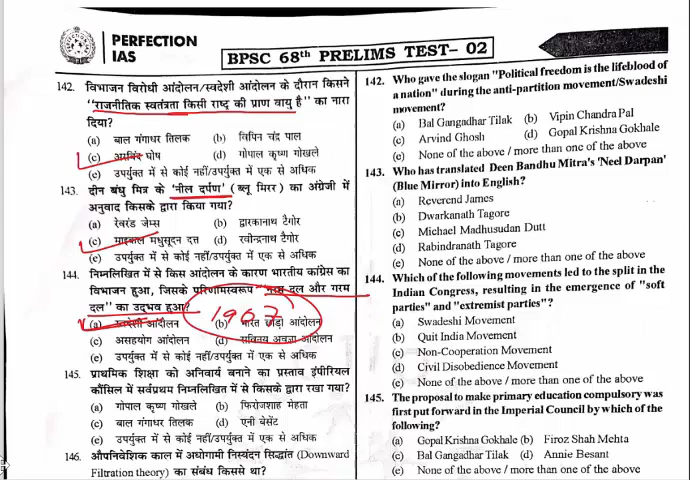 PERFECTION
IAS
BPSC 68th PRELIMS TEST– 02
142. विभाजन विरोधी आंदोलन/स्वदेशी आंदोलन के दौरान किसने
"राजनीतिक स्वतंत्रता किसी राष्ट्र की प्राण वायु है" का नारा
दिया?
(a) बाल गंगाधर तिलक (b) विपिन चंद्र पाल
(c) अरविंद घोष (d) गोपाल कृष्ण गोखले
(e) उपर्युक्त में से कोई नहीं/उपर्युक्त में एक से अधिक
143. दीन बंधु मित्र के 'नील दर्पण' (ब्लू मिरर) का अंग्रेजी में
अनुवाद किसके द्वारा किया गया?
(a) रेवरंड जेम्स (b) द्वारकानाथ टैगोर
(c) माइकल मधुसूदन दत्त (d) रवीन्द्रनाथ टैगोर
(e) उपर्युक्त में से कोई नहीं/उपर्युक्त में एक से अधिक
144. निम्नलिखित में से किस आंदोलन के कारण भारतीय कांग्रेस का
विभाजन हुआ, जिसके परिणामस्वरूप "नरम दल और गरम
दल" का उद्भव हुआ?
1907
(a) स्वदेशी आंदोलन (b) भारत छोड़ो आंदोलन
(c) असहयोग आंदोलन (d) सविनय अवज्ञा आंदोलन
(e) उपर्युक्त में से कोई नहीं/उपर्युक्त में एक से अधिक
145. प्राथमिक शिक्षा को अनिवार्य बनाने का प्रस्ताव इंपीरियल
कौंसिल में सर्वप्रथम निम्नलिखित में से किसके द्वारा रखा गया?
(a) गोपाल कृष्ण गोखले (b) फिरोजशाह मेहता
(c) बाल गंगाधर तिलक (d) एनी बेसेंट
(e) उपर्युक्त में से कोई नहीं/उपर्युक्त में एक से अधिक
146. औपनिवेशिक काल में अधोगामी निस्यंदन सिद्धांत (Downward
Filtration theory) का संबंध किससे था?
142. Who gave the slogan "Political freedom is the lifeblood of
a nation" during the anti-partition movement/Swadeshi
movement?
(a) Bal Gangadhar Tilak (b) Vipin Chandra Pal
(c) Arvind Ghosh (d) Gopal Krishna Gokhale
(e) None of the above / more than one of the above
143. Who has translated Deen Bandhu Mitra's 'Neel Darpan'
(Blue Mirror) into English?
(a) Reverend James
(b) Dwarkanath Tagore
(c) Michael Madhusudan Dutt
(d) Rabindranath Tagore
(e) None of the above / more than one of the above
144. Which of the following movements led to the split in the
Indian Congress, resulting in the emergence of "soft
parties" and "extremist parties"?
(a) Swadeshi Movement
(b) Quit India Movement
(c) Non-Cooperation Movement
(d) Civil Disobedience Movement
(e) None of the above / more than one of the above
145. The proposal to make primary education compulsory was
first put forward in the Imperial Council by which of the
following?
(a) Gopal Krishna Gokhale (b) Firoz Shah Mehta
(c) Bal Gangadhar Tilak (d) Annie Besant
(e) None of the above / more than one of the above